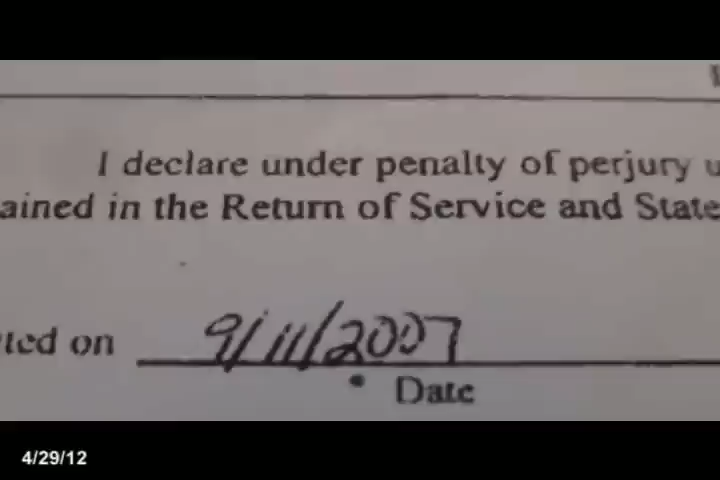 I declare under penalty of perjury u
ained in the Return of Service and State
ted on 9/11/2007
Date
4/29/12